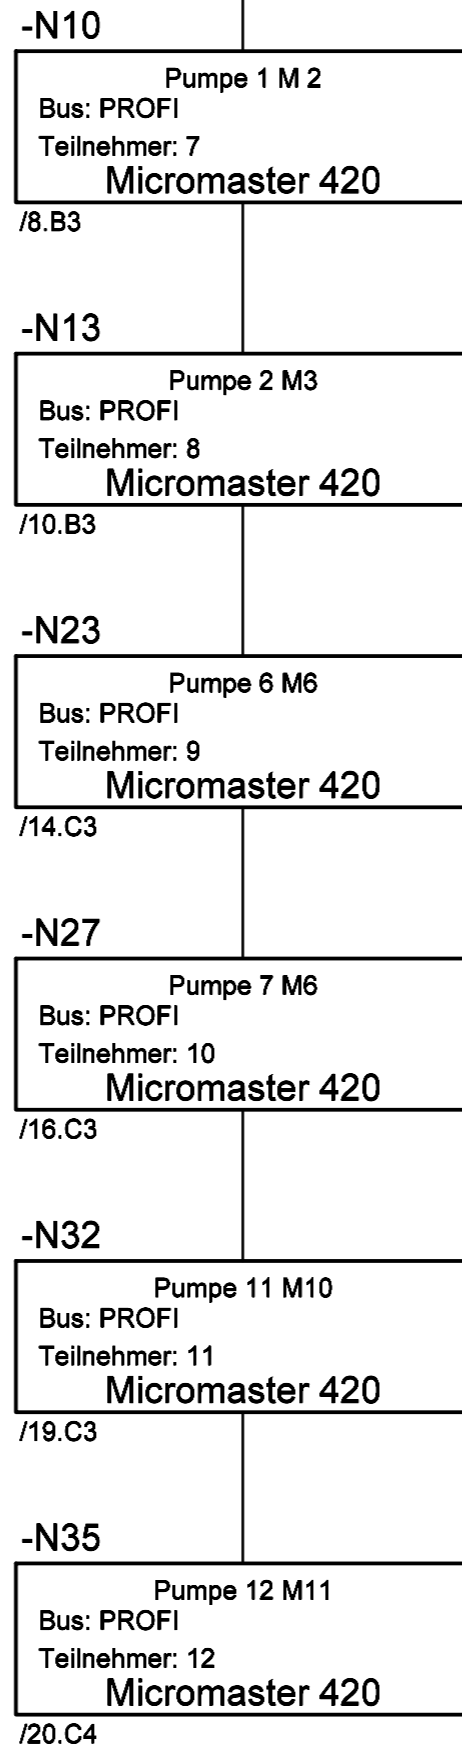 -N10
Pumpe 1 M 2
Bus: PROFI
Teilnehmer: 7
Micromaster 420
/8.B3
-N13
Pumpe 2 M3
Bus: PROFI
Teilnehmer: 8
Micromaster 420
/10.B3
-N23
Pumpe 6 M6
Bus: PROFI
Teilnehmer: 9
Micromaster 420
/14.C3
-N27
Pumpe 7 M6
Bus: PROFI
Teilnehmer: 10
Micromaster 420
/16.C3
-N32
Pumpe 11 M10
Bus: PROFI
Teilnehmer: 11
Micromaster 420
/19.C3
-N35
Pumpe 12 M11
Bus: PROFI
Teilnehmer: 12
Micromaster 420
/20.C4